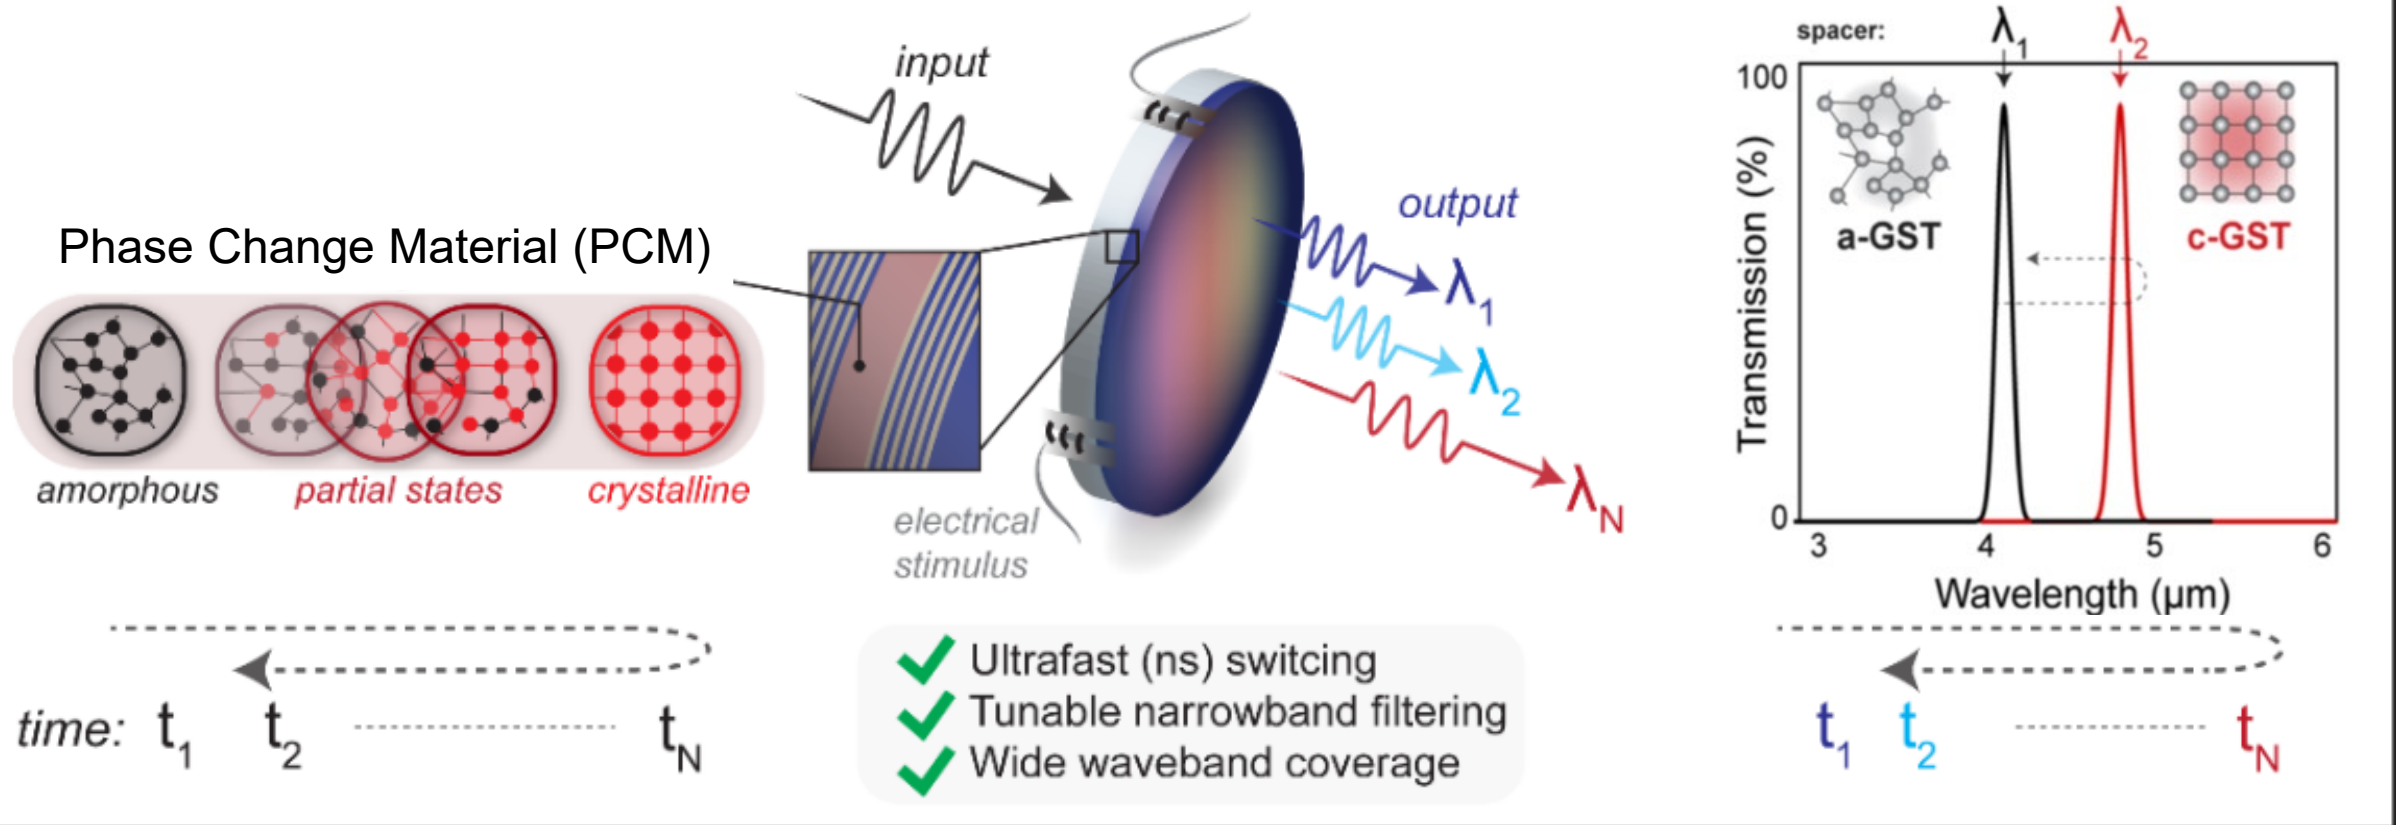 Phase Change Material (PCM)
amorphous
partial states
crystalline
time: t1 t2 tN
input
output
λ1
λ2
λN
electrical
stimulus
Ultrafast (ns) switcing
Tunable narrowband filtering
Wide waveband coverage
spacer: λ1 λ2
100
Transmission (%)
a-GST
c-GST
0
3 4 5 6
Wavelength (μm)
t1 t2 tN